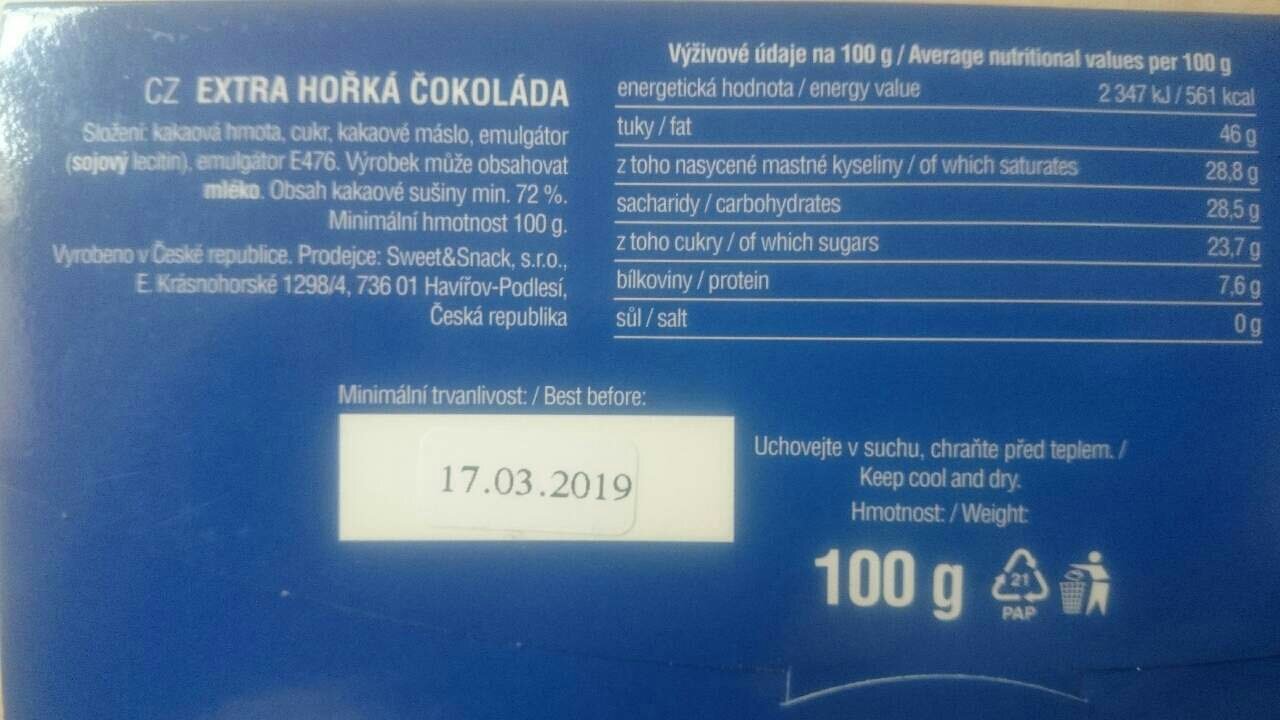 CZ EXTRA HOŘKÁ ČOKOLÁDA
Složení: kakaová hmota, cukr, kakaové máslo, emulgátor
(sojový lecitin), emulgátor E476. Výrobek může obsahovat
mléko. Obsah kakaové sušiny min. 72 %.
Minimální hmotnost 100 g.
Vyrobeno v České republice. Prodejce: Sweet&Snack, s.r.o.,
E. Krásnohorské 1298/4, 736 01 Havířov-Podlesí,
Česká republika
Výživové údaje na 100 g / Average nutritional values per 100 g
energetická hodnota / energy value 2 347 kJ / 561 kcal
tuky / fat 46 g
z toho nasycené mastné kyseliny / of which saturates 28,8 g
sacharidy / carbohydrates 28,5 g
z toho cukry / of which sugars 23,7 g
bílkoviny / protein 7,6 g
sůl / salt 0 g
Minimální trvanlivost: / Best before:
17.03.2019
Uchovejte v suchu, chraňte před teplem. /
Keep cool and dry.
Hmotnost: / Weight:
100 g
21
PAP